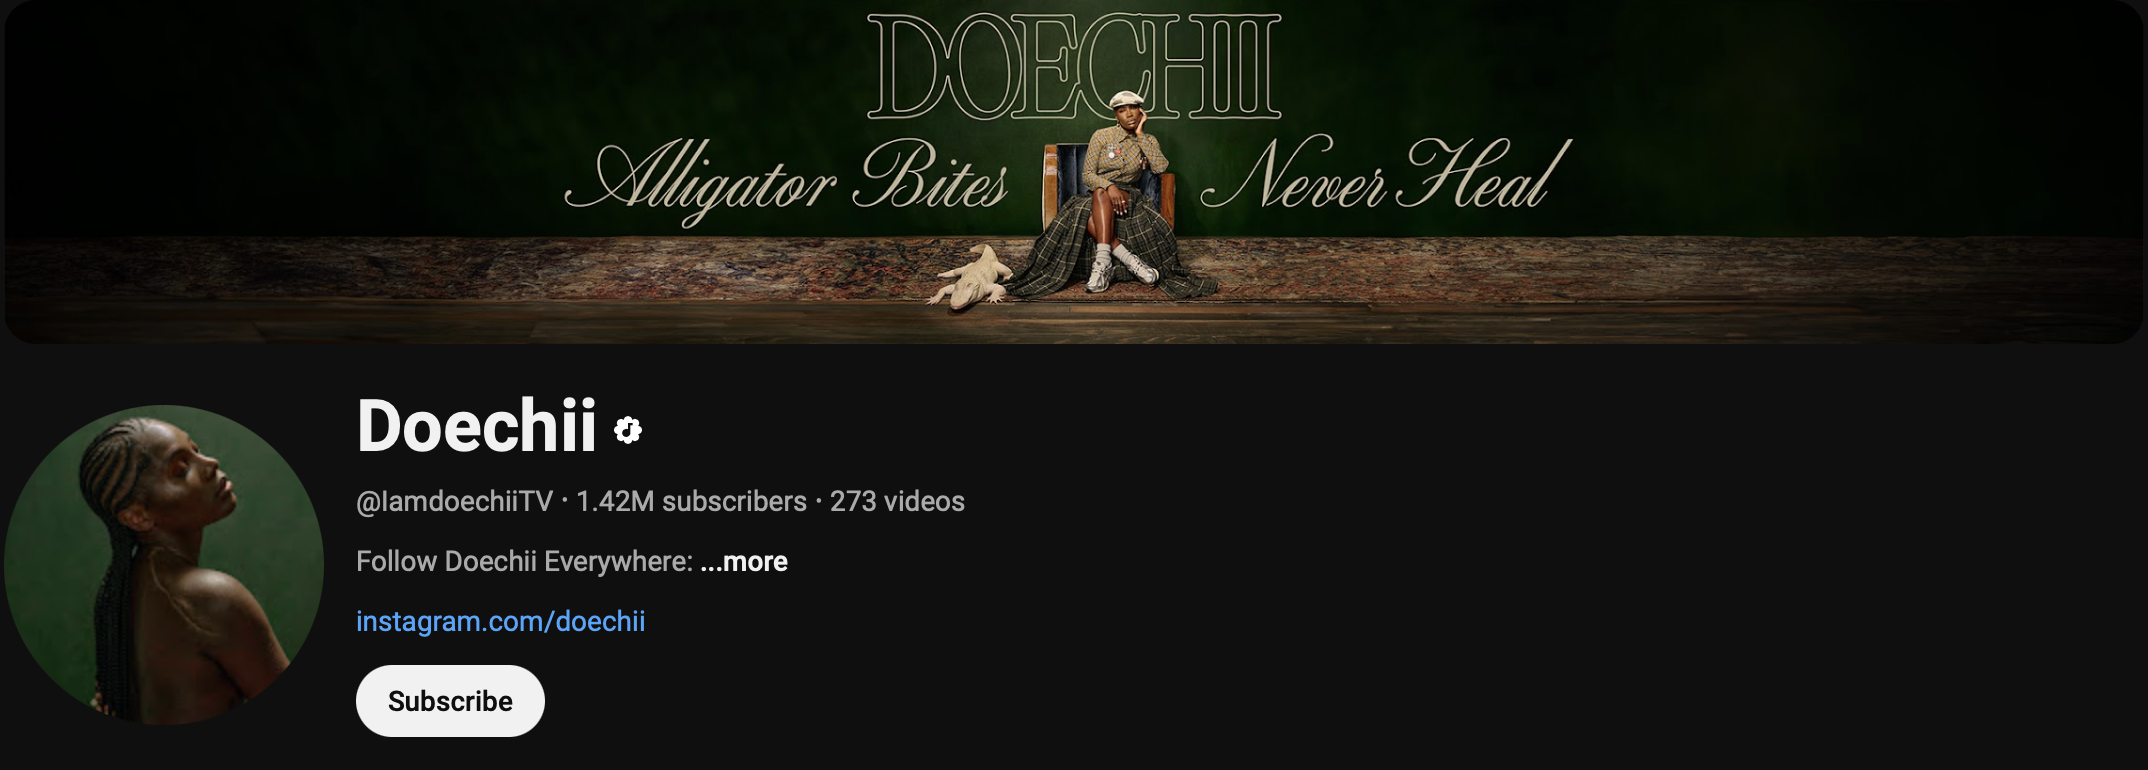 DOECHII
Alligator Bites Never Heal
Doechii
@IamdoechiiTV · 1.42M subscribers · 273 videos
Follow Doechii Everywhere: ...more
instagram.com/doechii
Subscribe